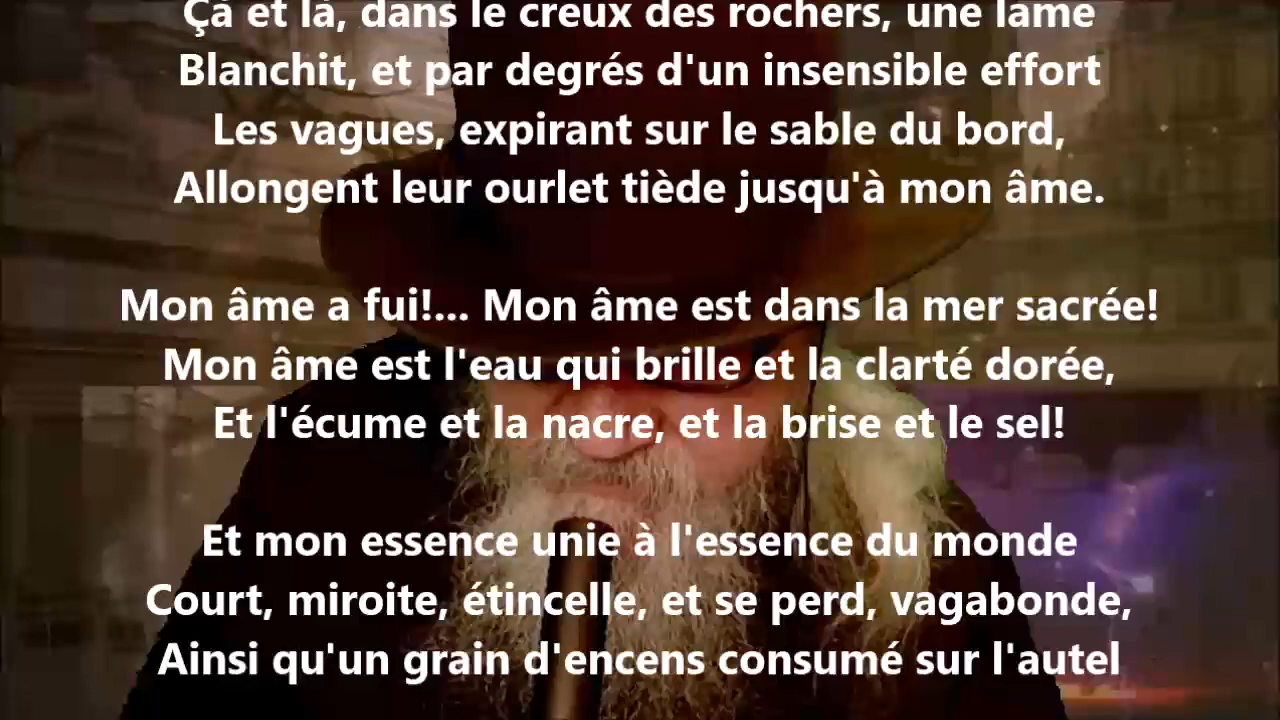 Çà et là, dans le creux des rochers, une lame
Blanchit, et par degrés d'un insensible effort
Les vagues, expirant sur le sable du bord,
Allongent leur ourlet tiède jusqu'à mon âme.
Mon âme a fui!... Mon âme est dans la mer sacrée!
Mon âme est l'eau qui brille et la clarté dorée,
Et l'écume et la nacre, et la brise et le sel!
Et mon essence unie à l'essence du monde
Court, miroite, étincelle, et se perd, vagabonde,
Ainsi qu'un grain d'encens consumé sur l'autel